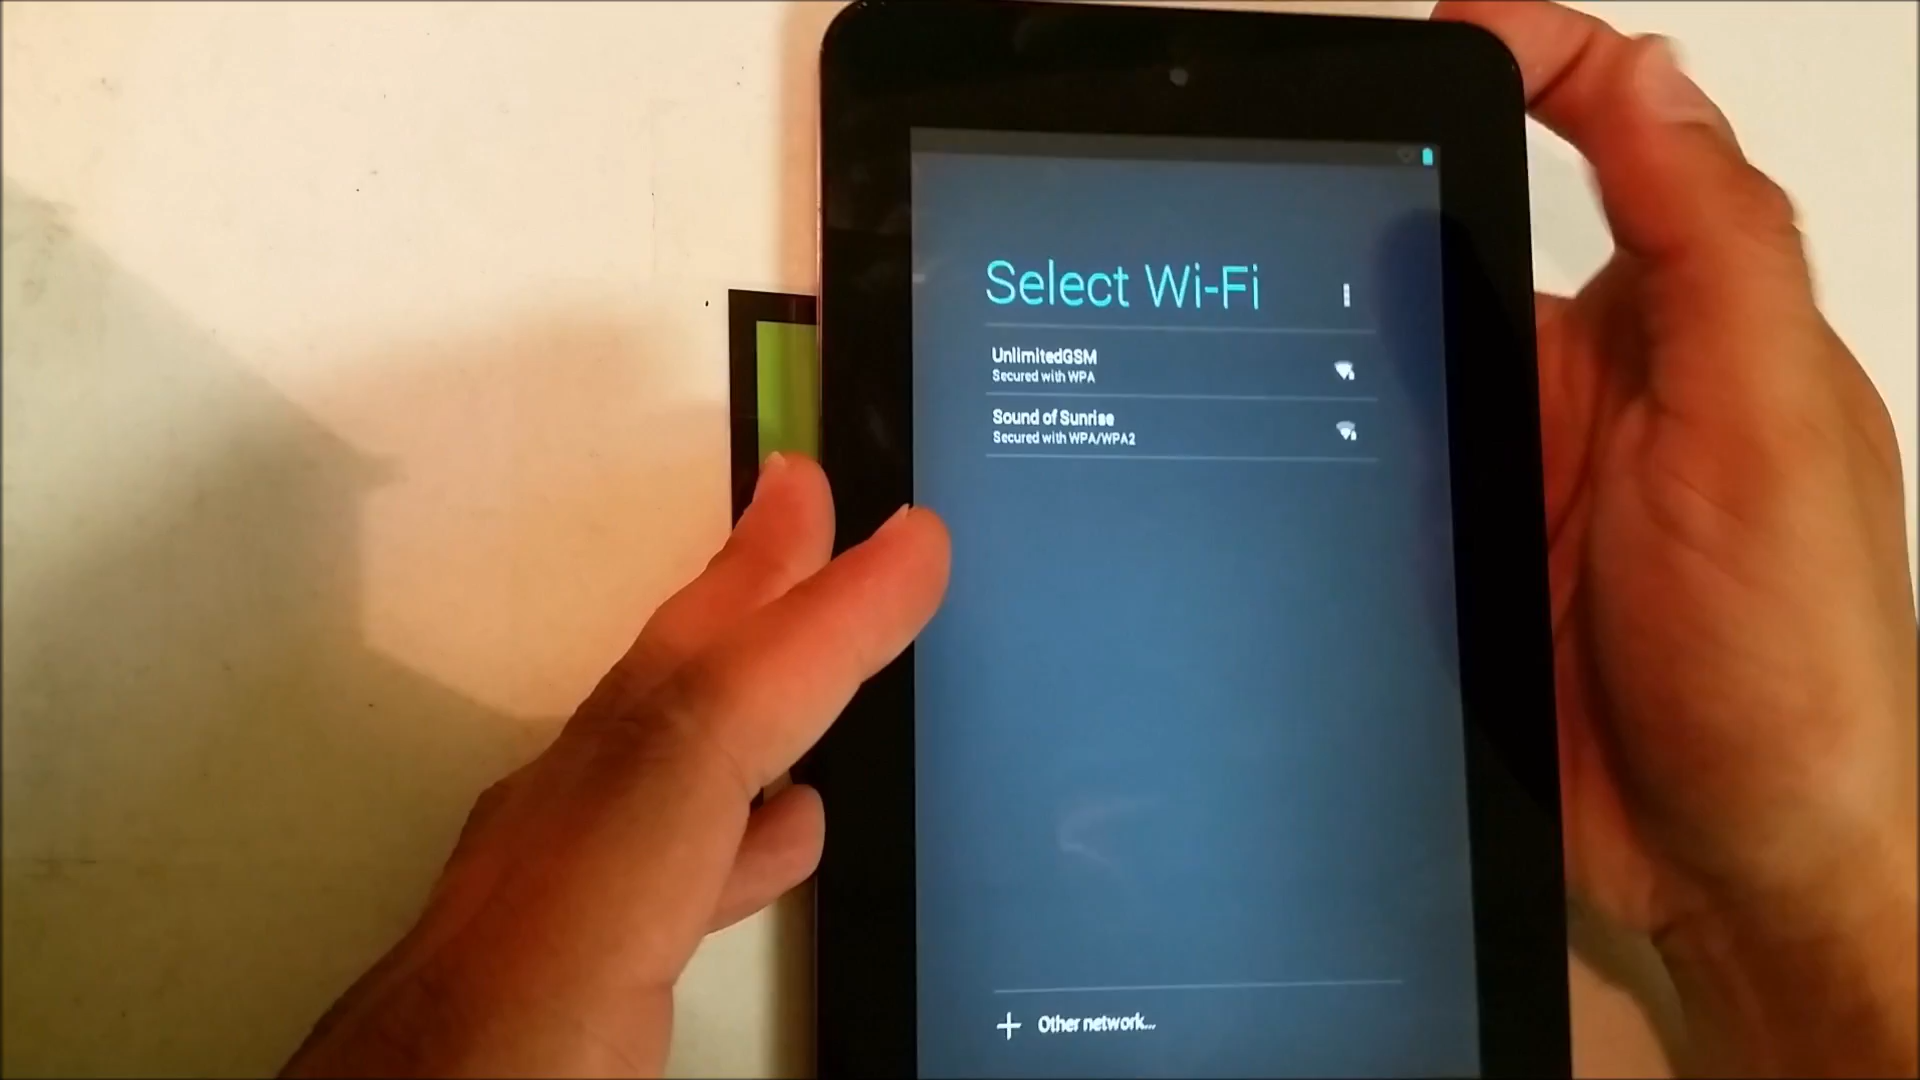 Select Wi-Fi
UnlimitedGSM
Secured with WPA
Sound of Sunrise
Secured with WPA/WPA2
Other network...